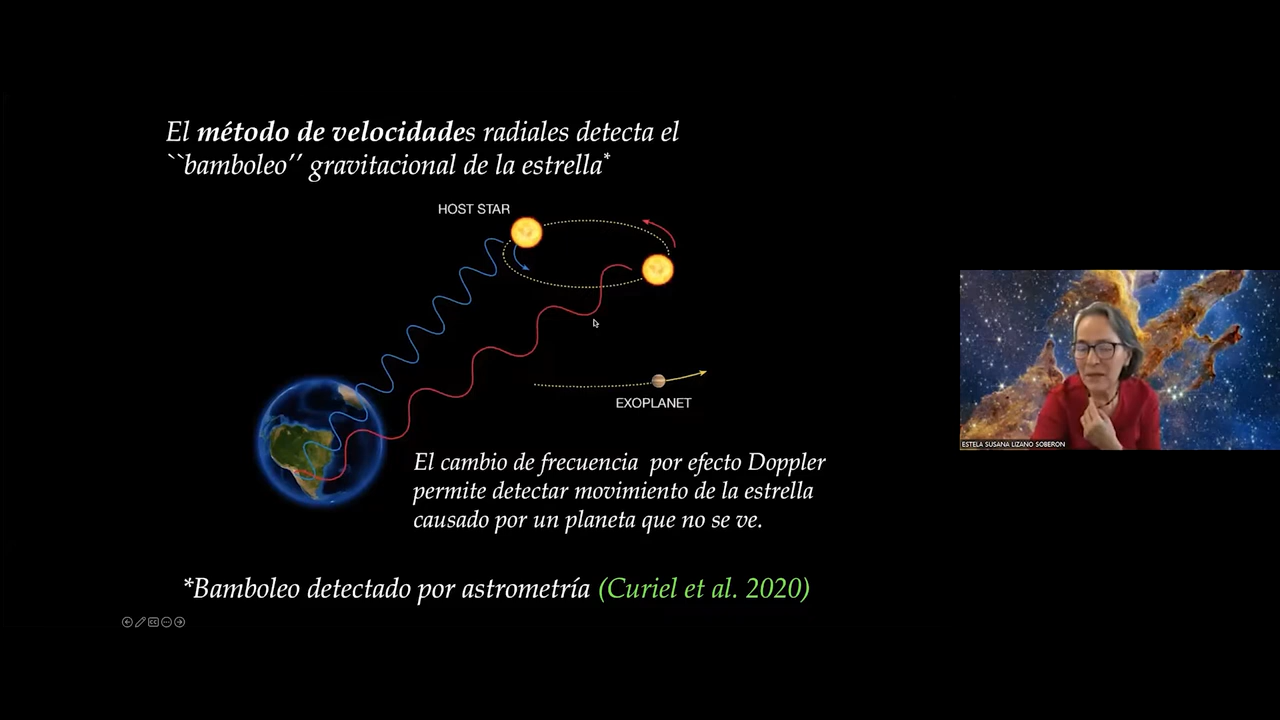 El método de velocidades radiales detecta el
``bamboleo'' gravitacional de la estrella*
HOST STAR
EXOPLANET
El cambio de frecuencia por efecto Doppler
permite detectar movimiento de la estrella
causado por un planeta que no se ve.
*Bamboleo detectado por astrometría (Curiel et al. 2020)
ESTELA SUSANA LIZANO SOBERON